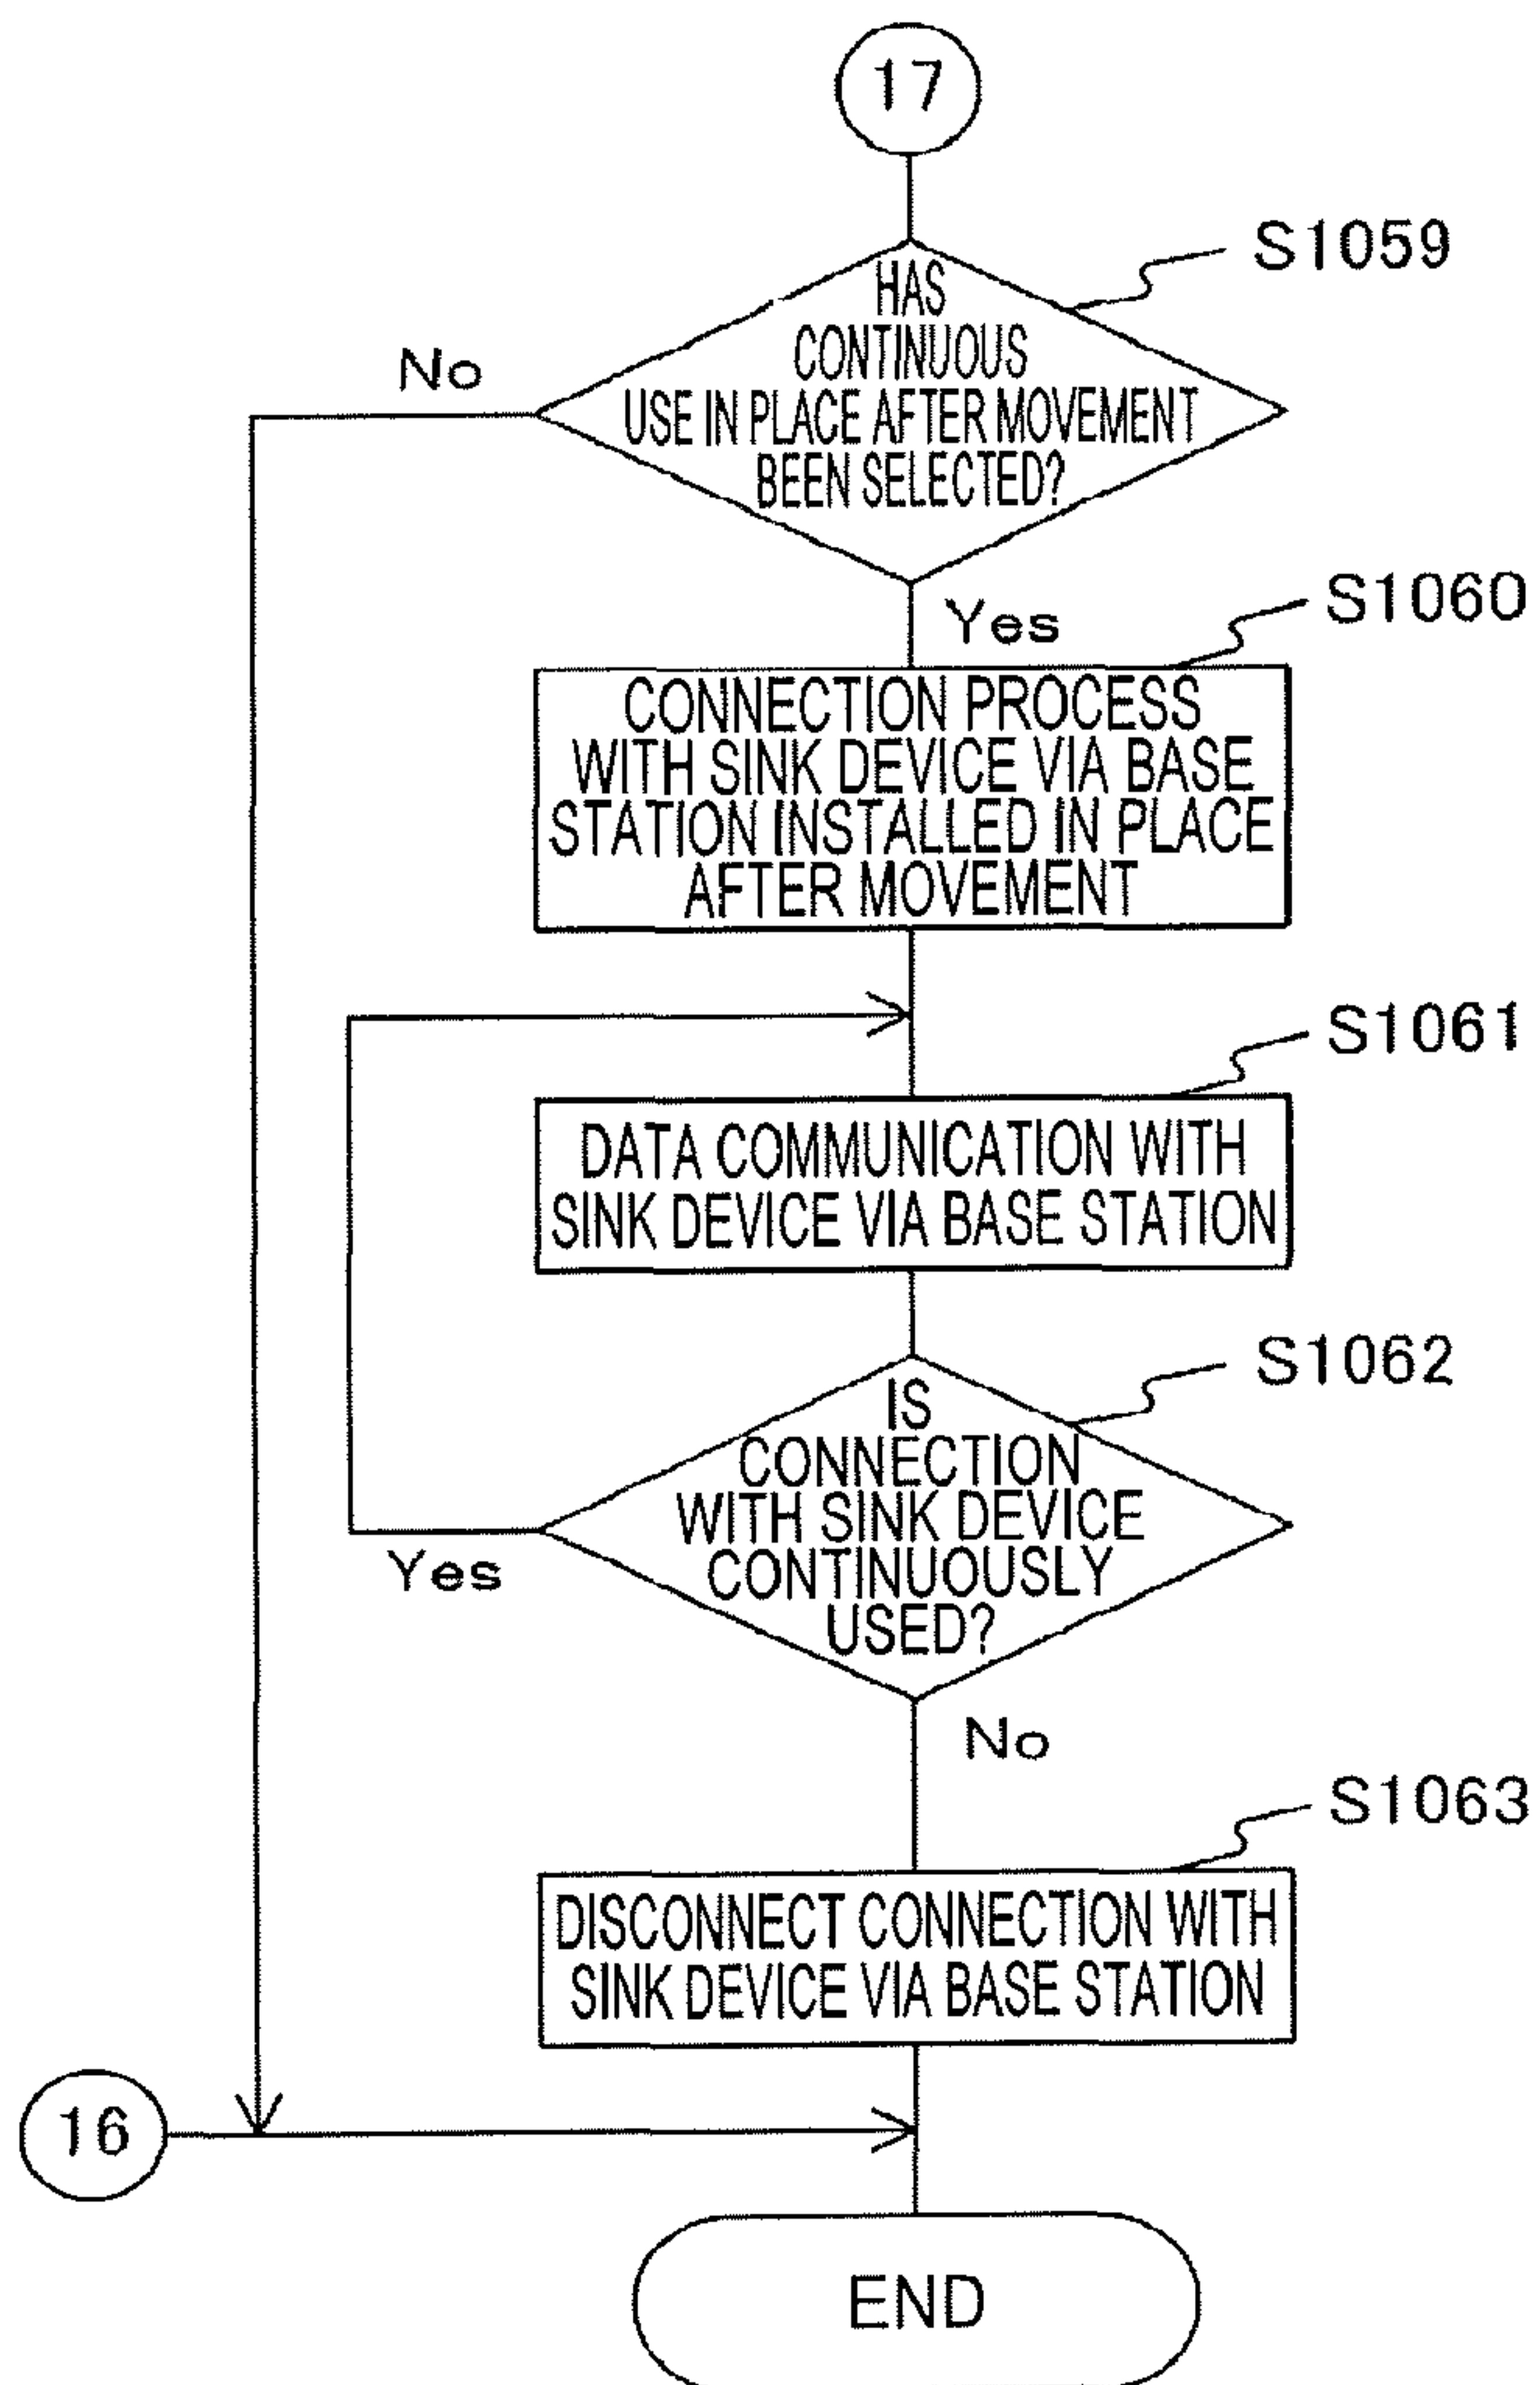 17
S1059
HAS
CONTINUOUS
USE IN PLACE AFTER MOVEMENT
BEEN SELECTED?
No
Yes
S1060
CONNECTION PROCESS
WITH SINK DEVICE VIA BASE
STATION INSTALLED IN PLACE
AFTER MOVEMENT
S1061
DATA COMMUNICATION WITH
SINK DEVICE VIA BASE STATION
S1062
IS
CONNECTION
WITH SINK DEVICE
CONTINUOUSLY
USED?
Yes
No
S1063
DISCONNECT CONNECTION WITH
SINK DEVICE VIA BASE STATION
16
END